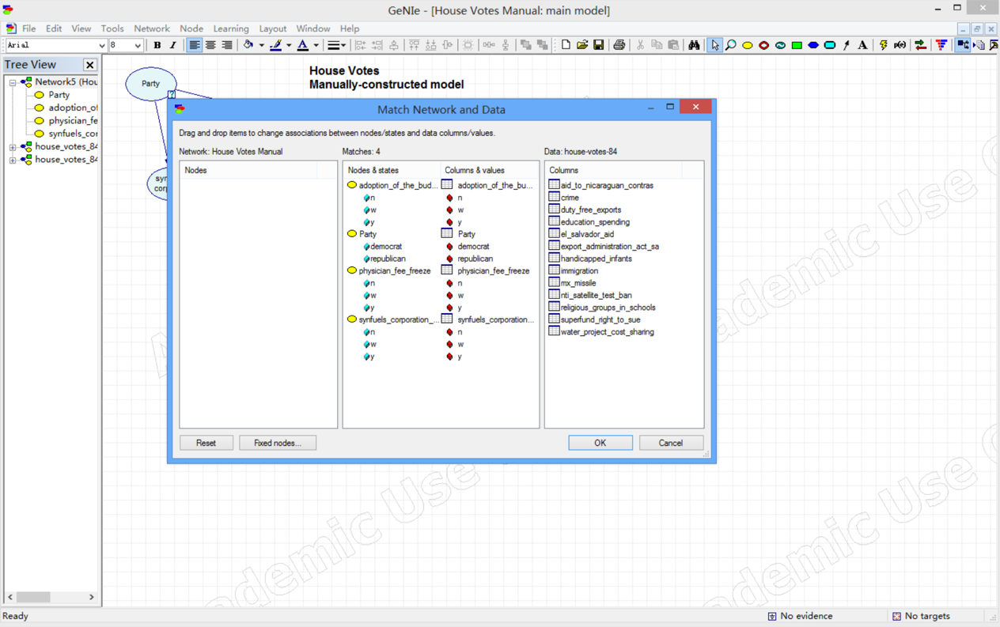 GeNIe - [House Votes Manual: main model]
File Edit View Tools Network Node Learning Layout Window Help
Arial 8 B I A A p(e)
Tree View
Network5 (Hou
Party
adoption_of
physician_fe
synfuels_cor
house_votes_84
house_votes_84
Party
House Votes
Manually-constructed model
syn
corp
Match Network and Data
Drag and drop items to change associations between nodes/states and data columns/values.
Network: House Votes Manual Matches: 4 Data: house-votes-84
Nodes Nodes & states Columns & values Columns
adoption_of_the_bud... adoption_of_the_bu... aid_to_nicaraguan_contras
n n crime
w w duty_free_exports
y y education_spending
Party Party el_salvador_aid
democrat democrat export_administration_act_sa
republican republican handicapped_infants
physician_fee_freeze physician_fee_freeze immigration
n n mx_missile
w w nti_satellite_test_ban
y y religious_groups_in_schools
synfuels_corporation_... synfuels_corporation... superfund_right_to_sue
n n water_project_cost_sharing
w w
y y
Reset Fixed nodes... OK Cancel
ademic Use
ademic Use
ademic Use
Ready No evidence No targets